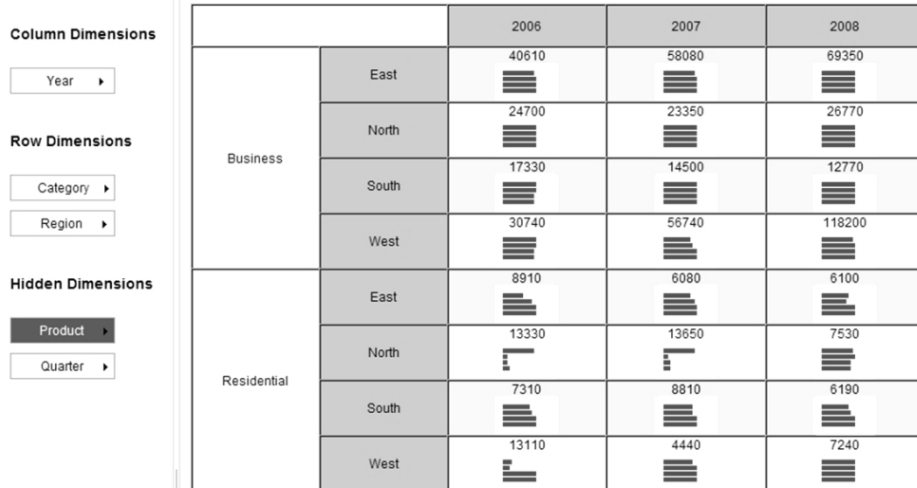 Column Dimensions
Year
Row Dimensions
Category
Region
Hidden Dimensions
Product
Quarter
2006 2007 2008
Business
East 40610 58080 69350
North 24700 23350 26770
South 17330 14500 12770
West 30740 56740 118200
Residential
East 8910 6080 6100
North 13330 13650 7530
South 7310 8810 6190
West 13110 4440 7240